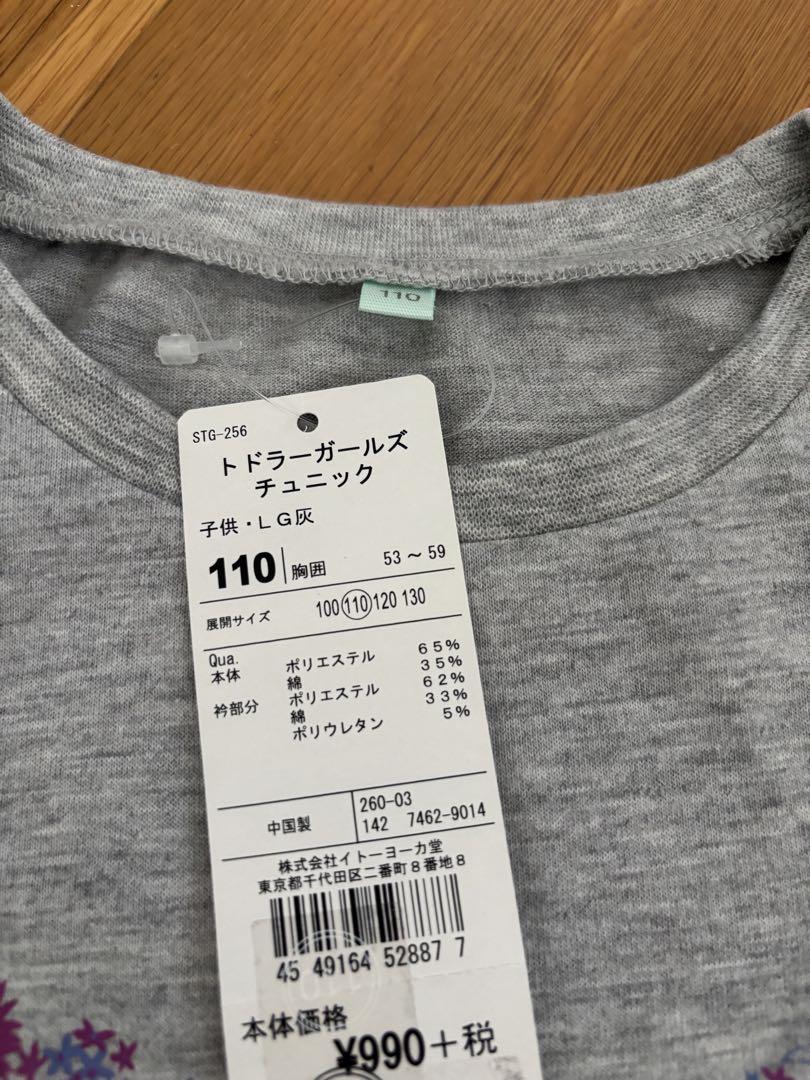 110
STG-256
トドラーガールズ
チュニック
子供・LG灰
110 胸囲 53～59
展開サイズ 100 110 120 130
Qua.
本体 ポリエステル 65%
綿 35%
衿部分 ポリエステル 62%
綿 33%
ポリウレタン 5%
中国製 260-03
142 7462-9014
株式会社イトーヨーカ堂
東京都千代田区二番町8番地8
45 49164 52887 7
本体価格
¥990+税